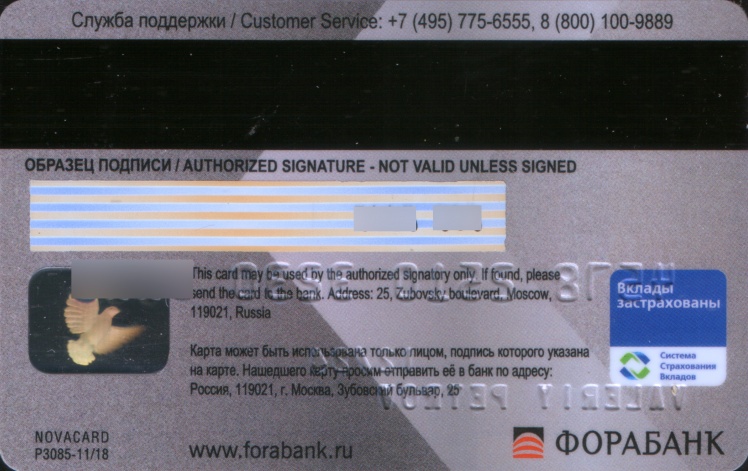 Служба поддержки / Customer Service: +7 (495) 775-6555, 8 (800) 100-9889
ОБРАЗЕЦ ПОДПИСИ / AUTHORIZED SIGNATURE - NOT VALID UNLESS SIGNED
This card may be used by the authorized signatory only. If found, please
send the card to the bank. Address: 25, Zubovsky boulevard, Moscow,
119021, Russia
Карта может быть использована только лицом, подпись которого указана
на карте. Нашедшего карту просим отправить её в банк по адресу:
Россия, 119021, г. Москва, Зубовский бульвар, 25
Вклады
застрахованы
Система
Страхования
Вкладов
NOVACARD
P3085-11/18
www.forabank.ru
ФОРАБАНК